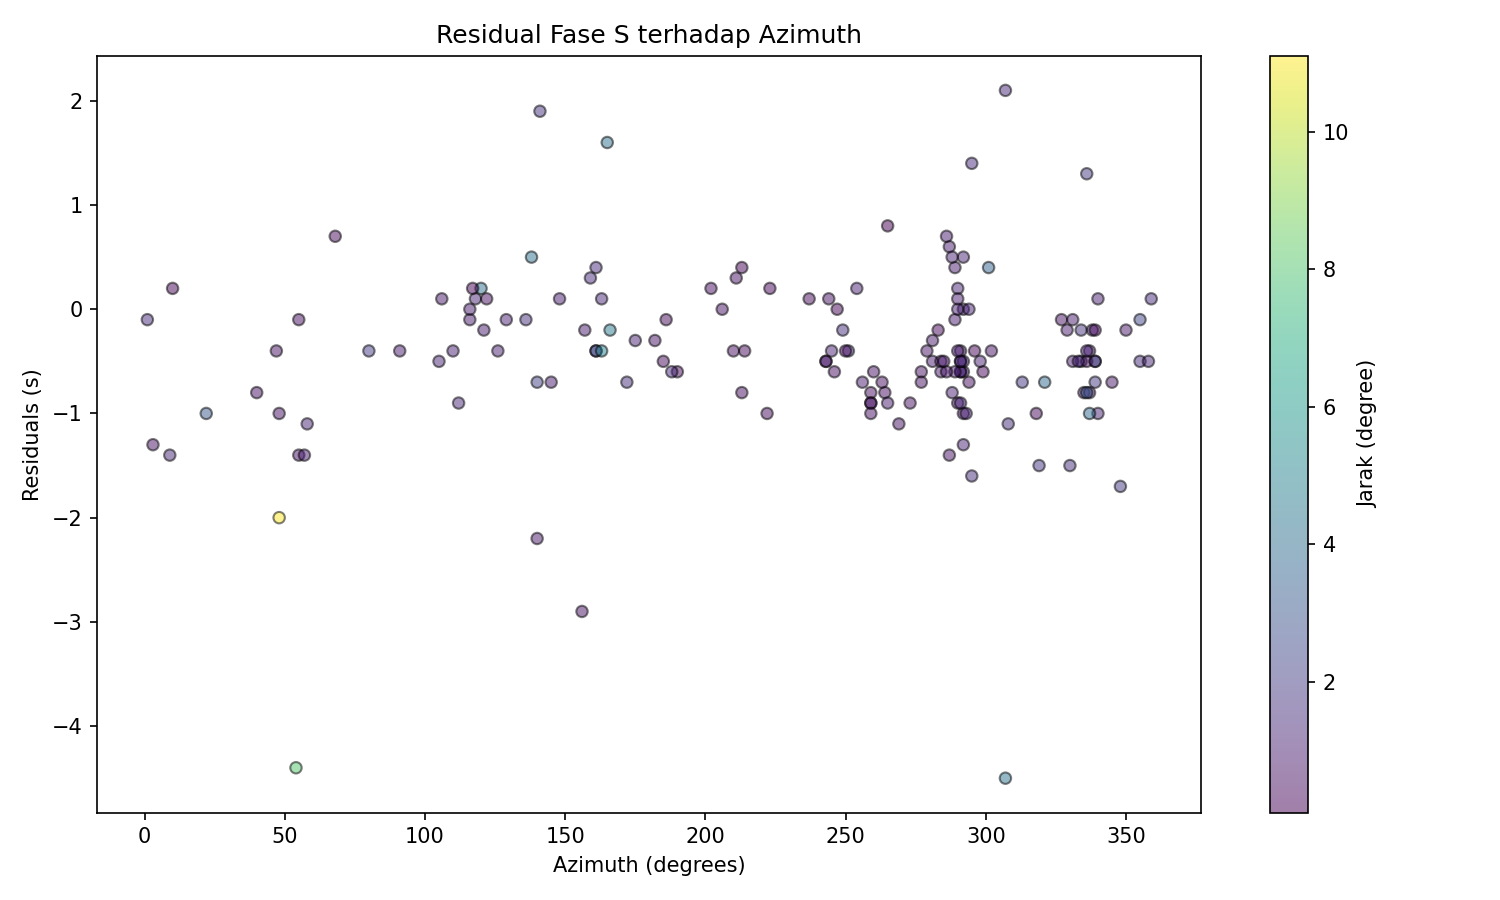 Residual Fase S terhadap Azimuth
Residuals (s)
2
1
0
−1
−2
−3
−4
0 50 100 150 200 250 300 350
Azimuth (degrees)
10
8
6
4
2
Jarak (degree)